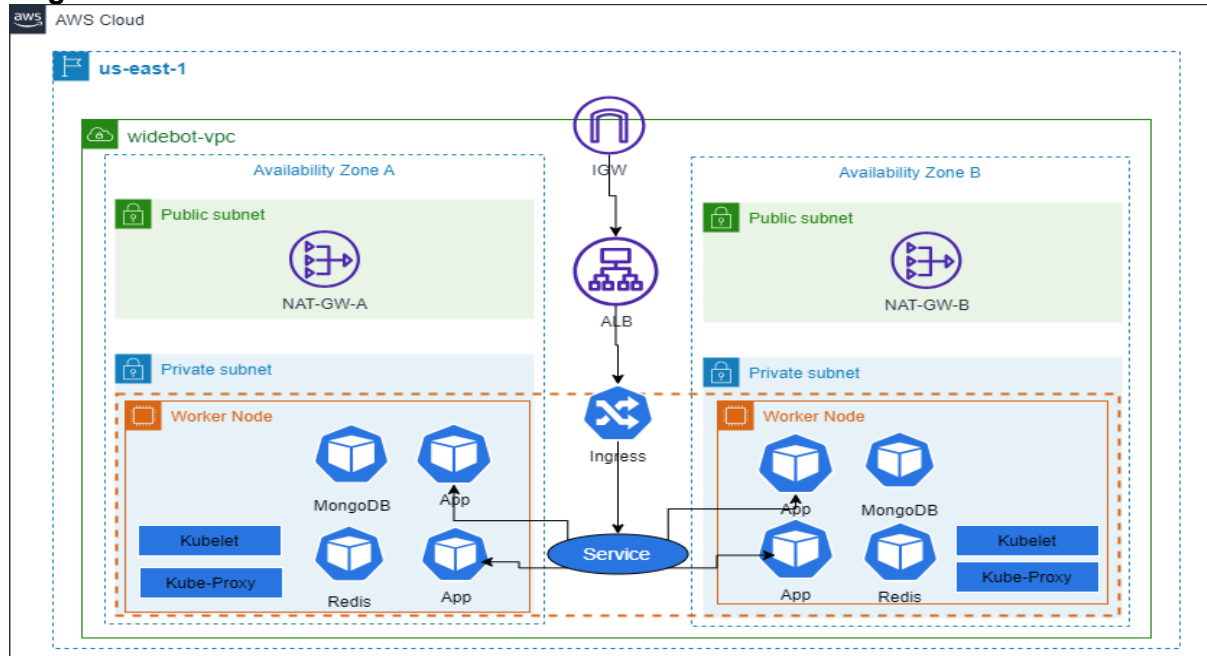 aws AWS Cloud
us-east-1
widebot-vpc
IGW
Availability Zone A
Availability Zone B
Public subnet
Public subnet
NAT-GW-A
NAT-GW-B
ALB
Private subnet
Private subnet
Worker Node
Worker Node
Ingress
MongoDB
App
App
MongoDB
Kubelet
Service
Kubelet
Kube-Proxy
Kube-Proxy
Redis
App
App
Redis